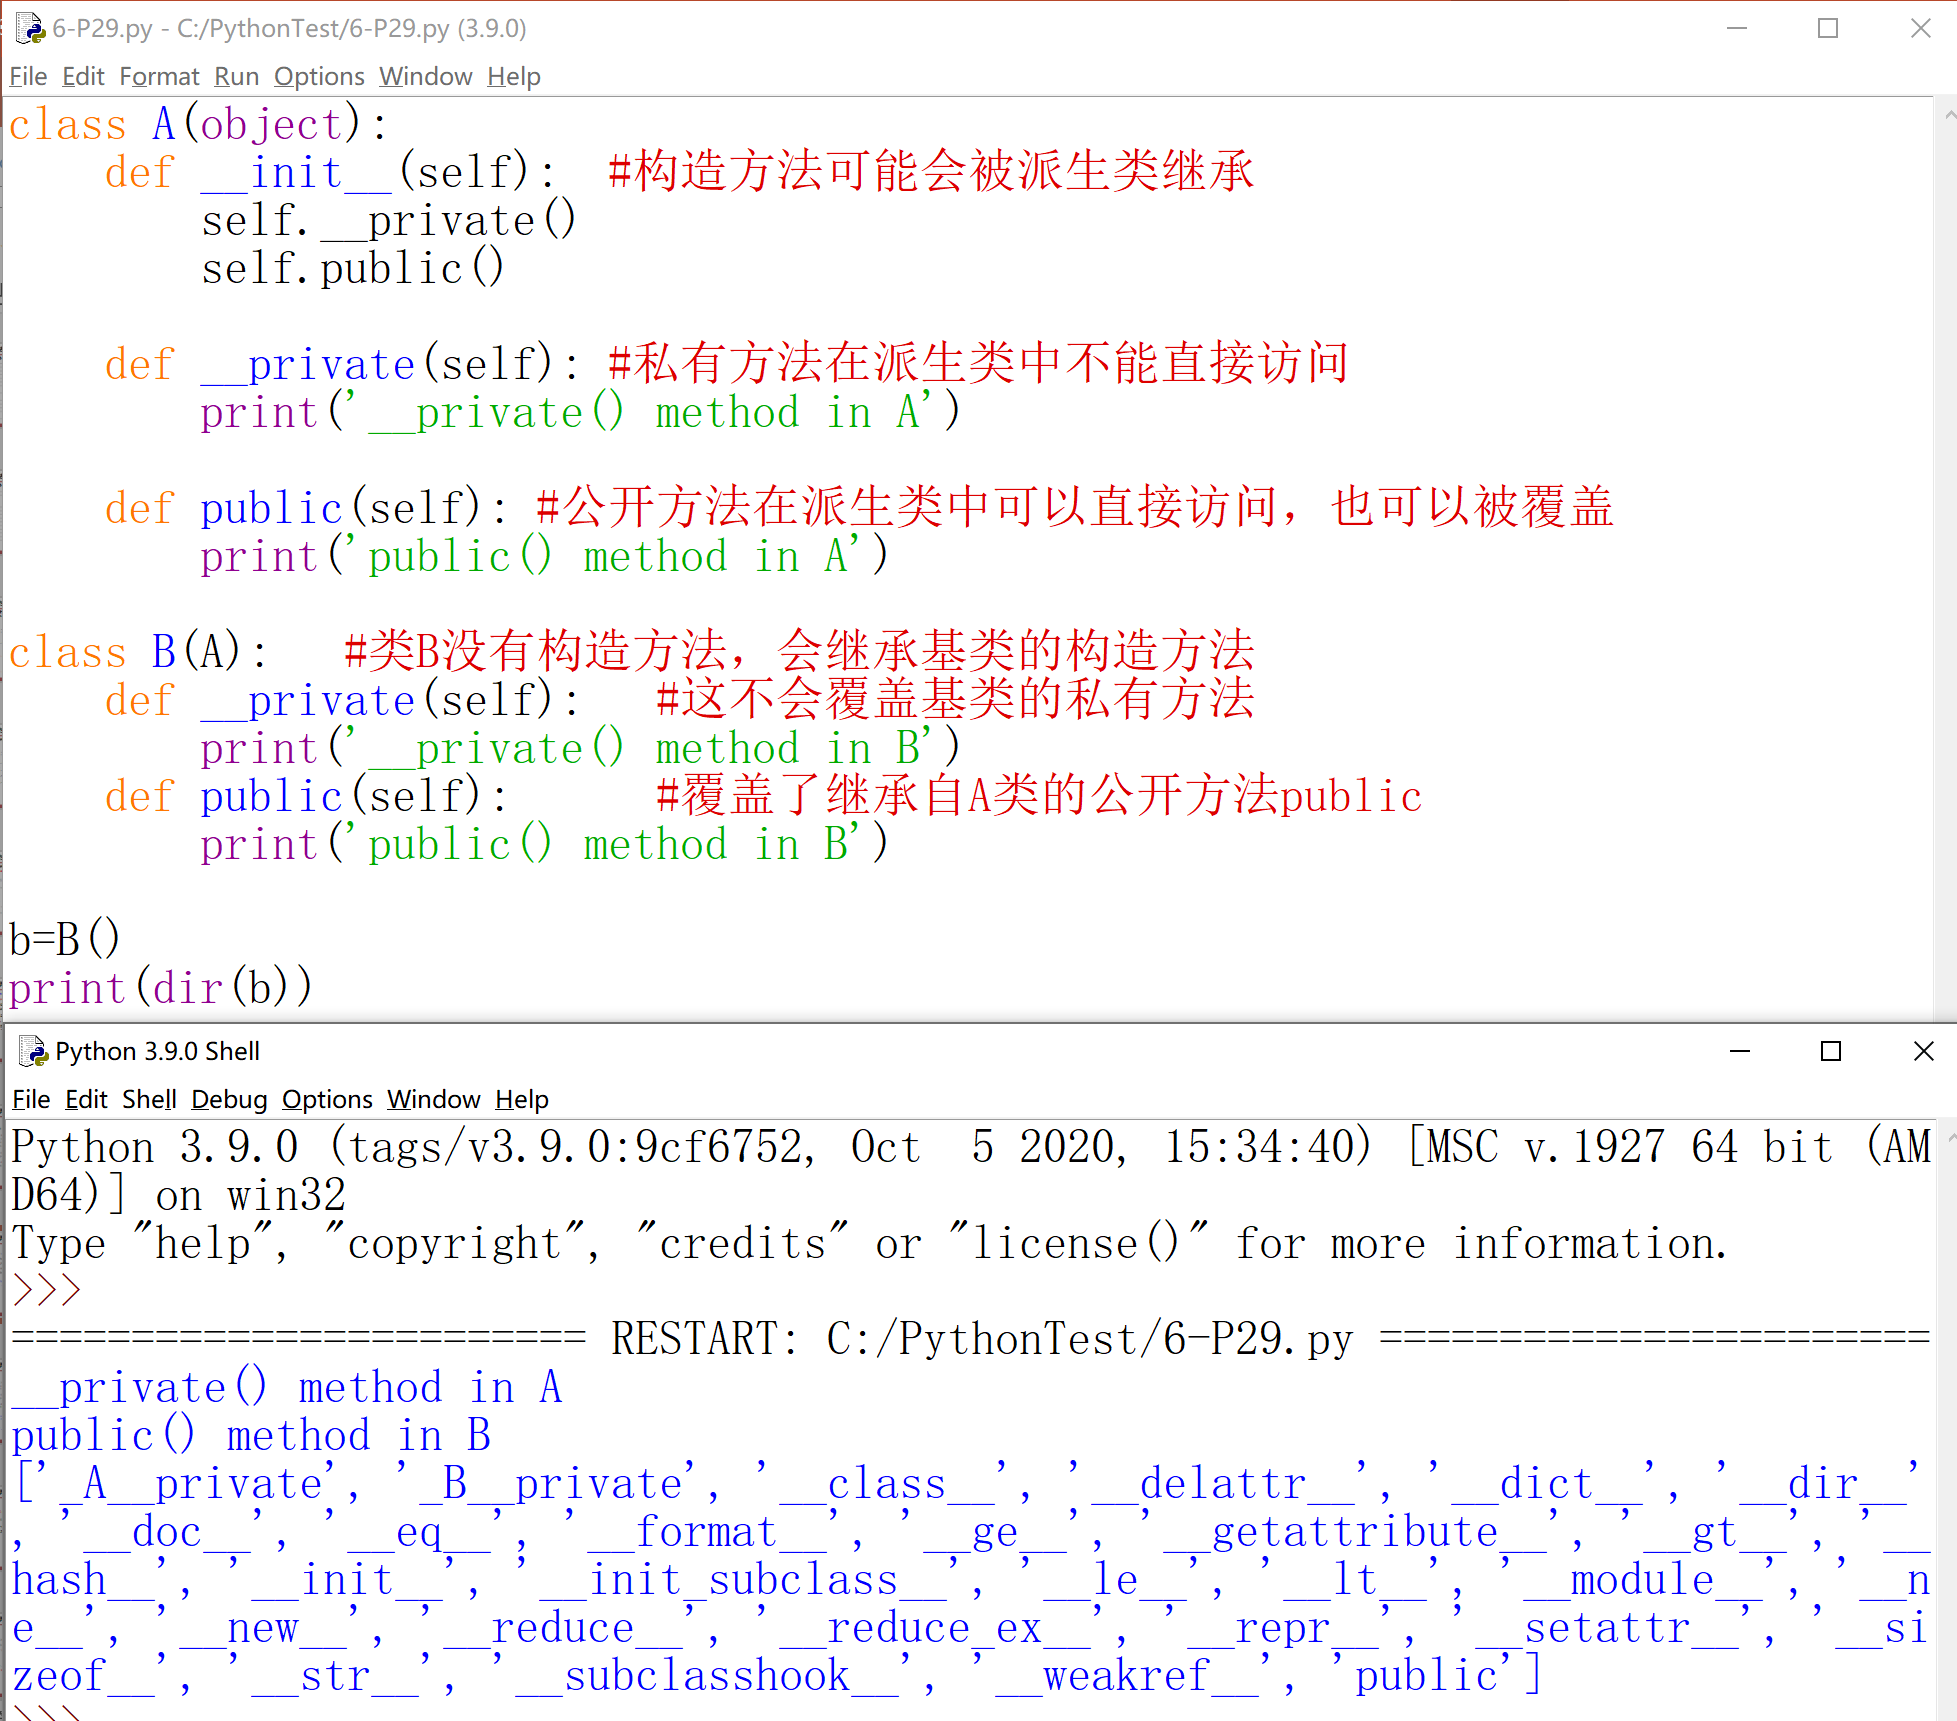 6-P29.py - C:/PythonTest/6-P29.py (3.9.0)
File Edit Format Run Options Window Help
class A(object):
    def __init__(self):  #构造方法可能会被派生类继承
        self.__private()
        self.public()
    def __private(self): #私有方法在派生类中不能直接访问
        print('__private() method in A')
    def public(self): #公开方法在派生类中可以直接访问，也可以被覆盖
        print('public() method in A')
class B(A):   #类B没有构造方法，会继承基类的构造方法
    def __private(self):   #这不会覆盖基类的私有方法
        print('__private() method in B')
    def public(self):      #覆盖了继承自A类的公开方法public
        print('public() method in B')
b=B()
print(dir(b))
Python 3.9.0 Shell
File Edit Shell Debug Options Window Help
Python 3.9.0 (tags/v3.9.0:9cf6752, Oct  5 2020, 15:34:40) [MSC v.1927 64 bit (AM
D64)] on win32
Type "help", "copyright", "credits" or "license()" for more information.
>>>
======================== RESTART: C:/PythonTest/6-P29.py =======================
__private() method in A
public() method in B
['_A__private', '_B__private', '__class__', '__delattr__', '__dict__', '__dir__'
, '__doc__', '__eq__', '__format__', '__ge__', '__getattribute__', '__gt__', '__
hash__', '__init__', '__init_subclass__', '__le__', '__lt__', '__module__', '__n
e__', '__new__', '__reduce__', '__reduce_ex__', '__repr__', '__setattr__', '__si
zeof__', '__str__', '__subclasshook__', '__weakref__', 'public']
>>>